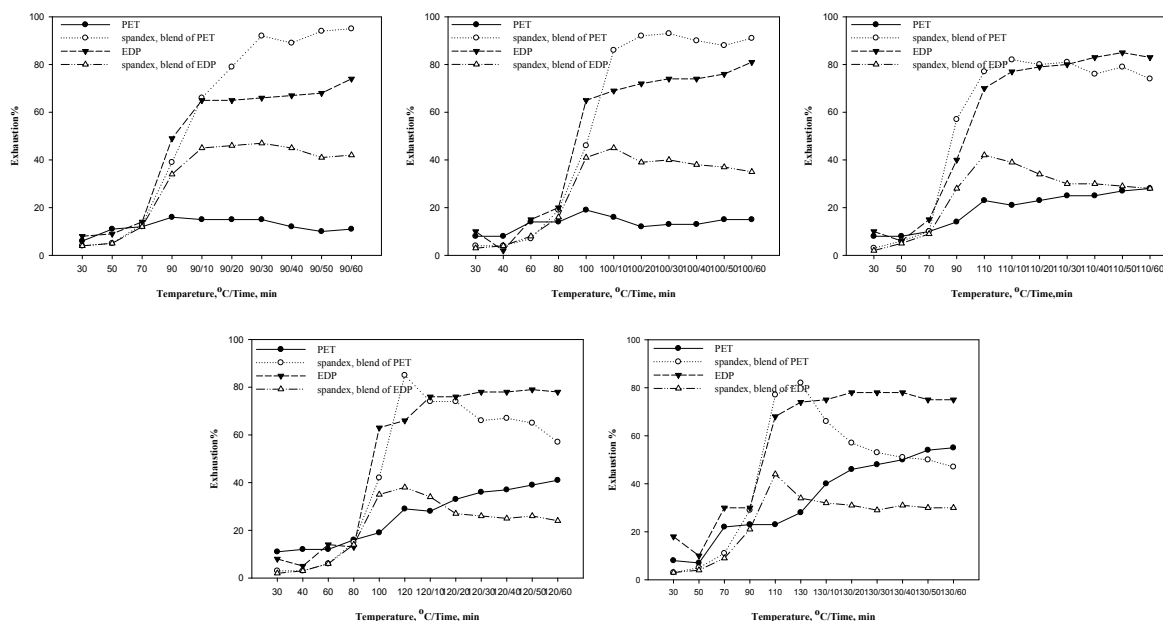 100
80
60
40
20
0
Exhaustion%
PET
spandex, blend of PET
EDP
spandex, blend of EDP
30 50 70 90 90/10 90/20 90/30 90/40 90/50 90/60
Tempareture,°C/Time, min
100
80
60
40
20
0
Exhaustion%
PET
spandex, blend of PET
EDP
spandex, blend of EDP
30 40 60 80 100 100/10 100/20 100/30 100/40 100/50 100/60
Temperature, °C/Time, min
100
80
60
40
20
0
Exhaustion%
PET
spandex, blend of PET
EDP
spandex, blend of EDP
30 50 70 90 110 110/10 110/20 110/30 110/40 110/50 110/60
Temperature, °C/Time,min
100
80
60
40
20
0
Exhaustion%
PET
spandex, blend of PET
EDP
spandex, blend of EDP
30 40 60 80 100 120 120/10 120/20 120/30 120/40 120/50 120/60
Temperature, °C/Time, min
100
80
60
40
20
0
Exhaustion%
PET
spandex, blend of PET
EDP
spandex, blend of EDP
30 50 70 90 110 130 130/10 130/20 130/30 130/40 130/50 130/60
Temperature, °C/Time, min